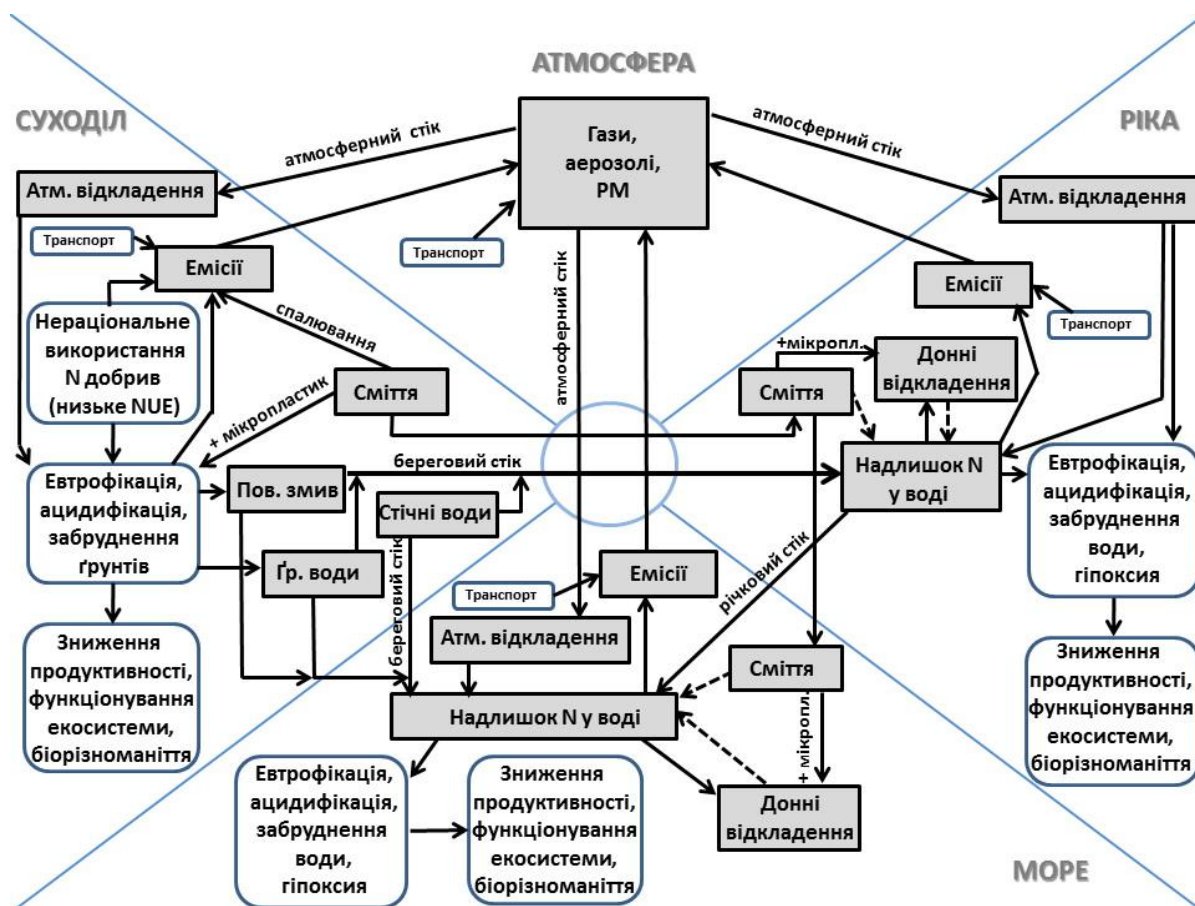 АТМОСФЕРА
СУХОДІЛ
РІКА
Гази,
аерозолі,
РМ
атмосферний стік
атмосферний стік
Атм. відкладення
Атм. відкладення
Транспорт
Транспорт
Емісії
Емісії
Транспорт
спалювання
атмосферний стік
Нераціональне
використання
N добрив
(низьке NUE)
+мікропл.
Донні
відкладення
Сміття
Сміття
+ мікропластик
береговий стік
Надлишок N
у воді
Евтрофікація,
ацидифікація,
забруднення
ґрунтів
Пов. змив
Стічні води
Евтрофікація,
ацидифікація,
забруднення
води,
гіпоксия
Ґр. води
береговий стік
Транспорт
Емісії
річковий стік
Атм. відкладення
Зниження
продуктивності,
функціонування
екосистеми,
біорізноманіття
Сміття
Зниження
продуктивності,
функціонування
екосистеми,
біорізноманіття
Надлишок N у воді
+ мікропл.
Евтрофікація,
ацидифікація,
забруднення
води,
гіпоксия
Зниження
продуктивності,
функціонування
екосистеми,
біорізноманіття
Донні
відкладення
МОРЕ